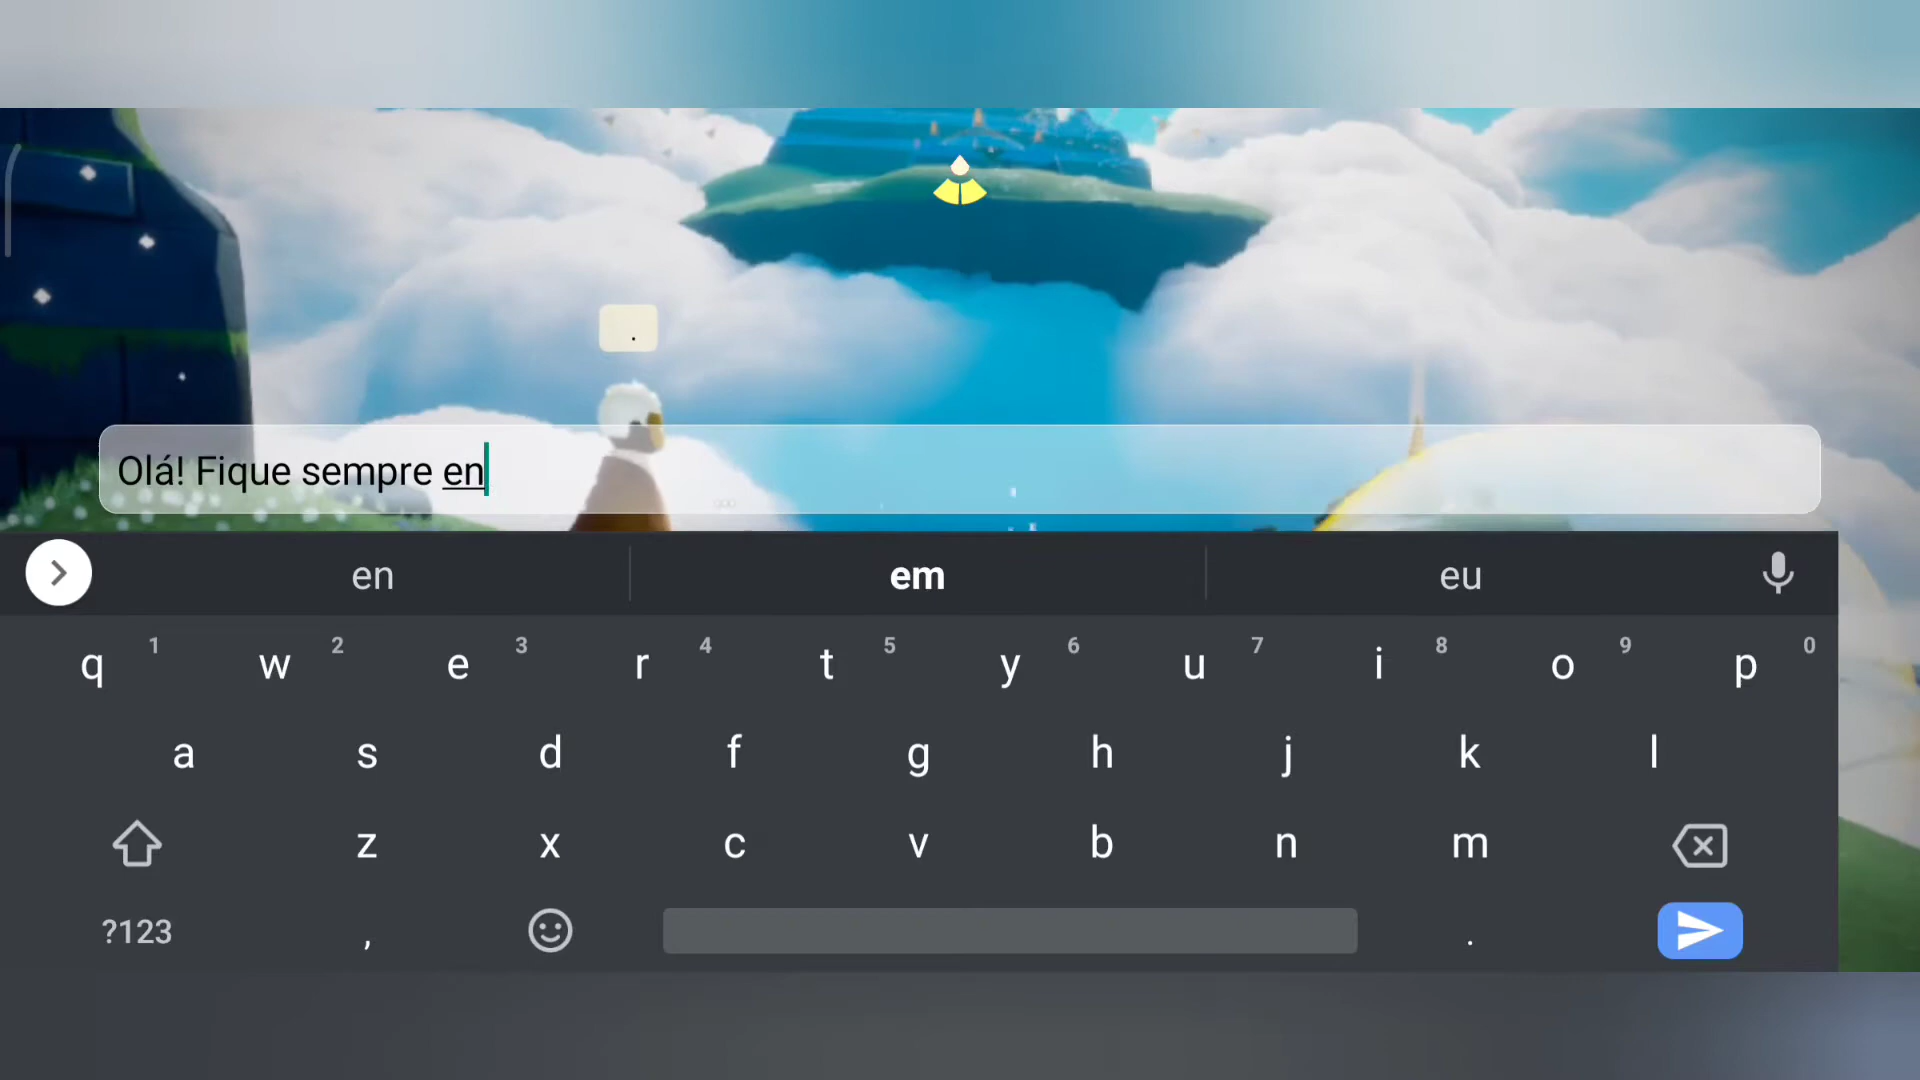 .
Olá! Fique sempre en
en em eu
q 1 w 2 e 3 r 4 t 5 y 6 u 7 i 8 o 9 p 0
a s d f g h j k l
z x c v b n m
?123 , .